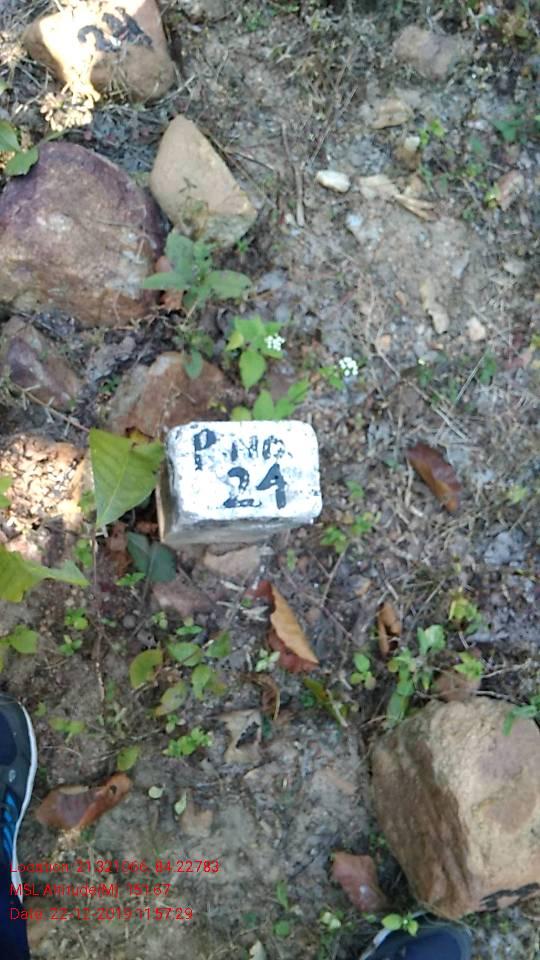 P.NO.
24
Location: 21.321066, 84.22783
MSL Altitude(M): 151.67
Date: 22-12-2019 11:57:29